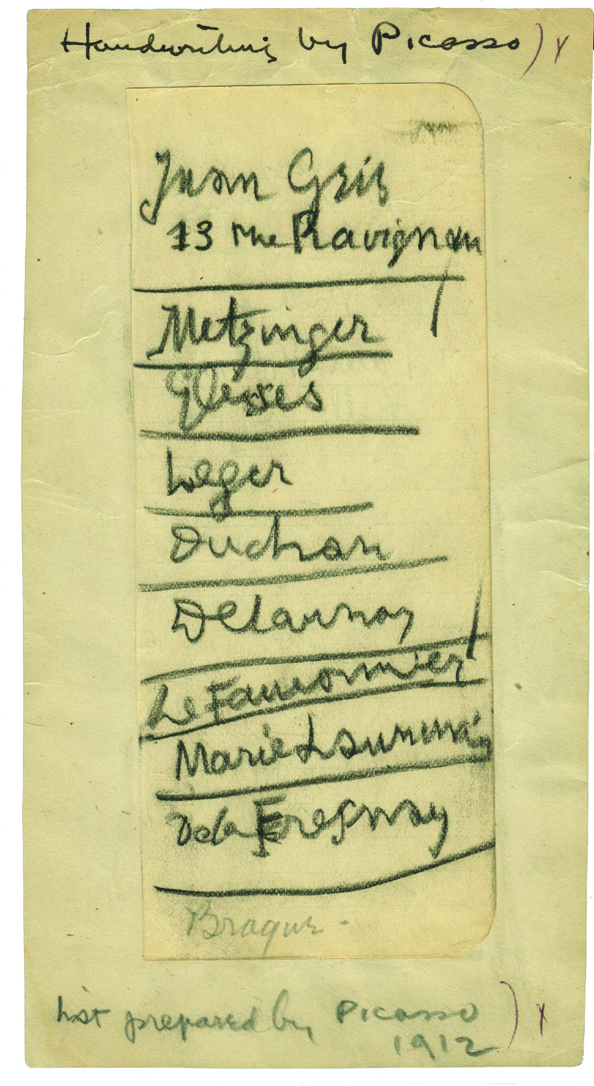 Handwriting by Picasso) x
Juan Gris
13 rue Ravignan
Metzinger
Gleises
Leger
Duchan
Delaunay
Le Fauconnier
Marie Laurencin
de la Fresnay
Braque -
List prepared by Picasso) x
1912